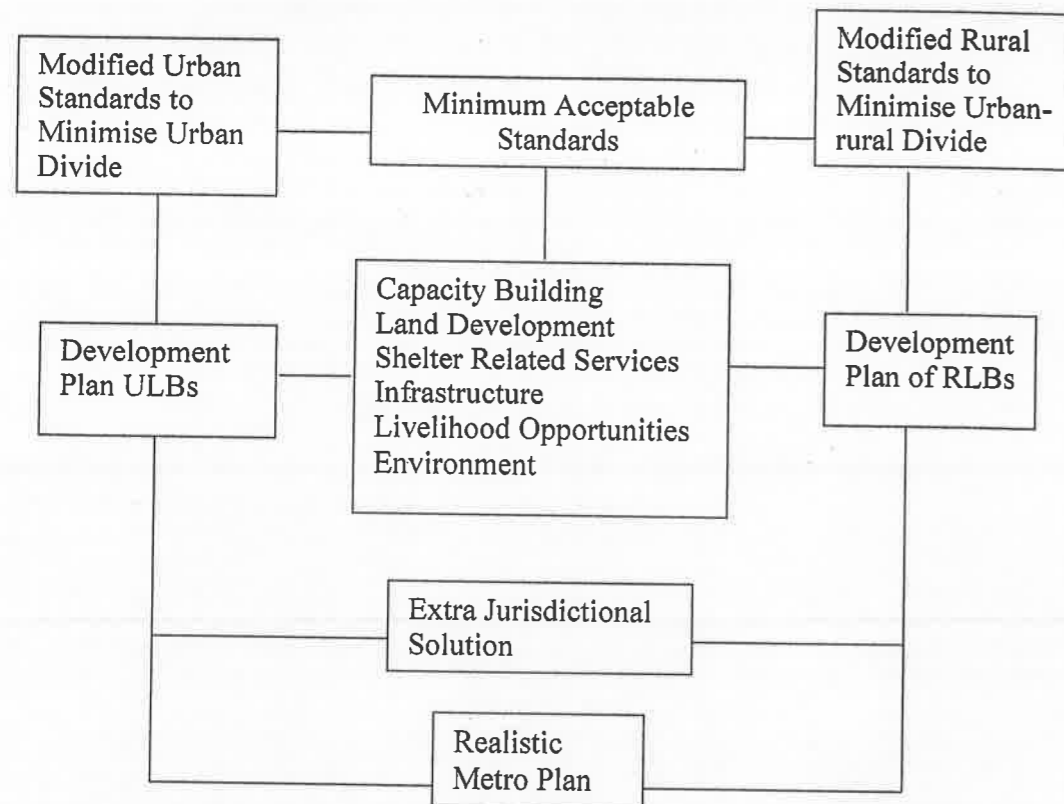 Modified Urban
Standards to
Minimise Urban
Divide
Minimum Acceptable
Standards
Modified Rural
Standards to
Minimise Urban-
rural Divide
Development
Plan ULBs
Capacity Building
Land Development
Shelter Related Services
Infrastructure
Livelihood Opportunities
Environment
Development
Plan of RLBs
Extra Jurisdictional
Solution
Realistic
Metro Plan